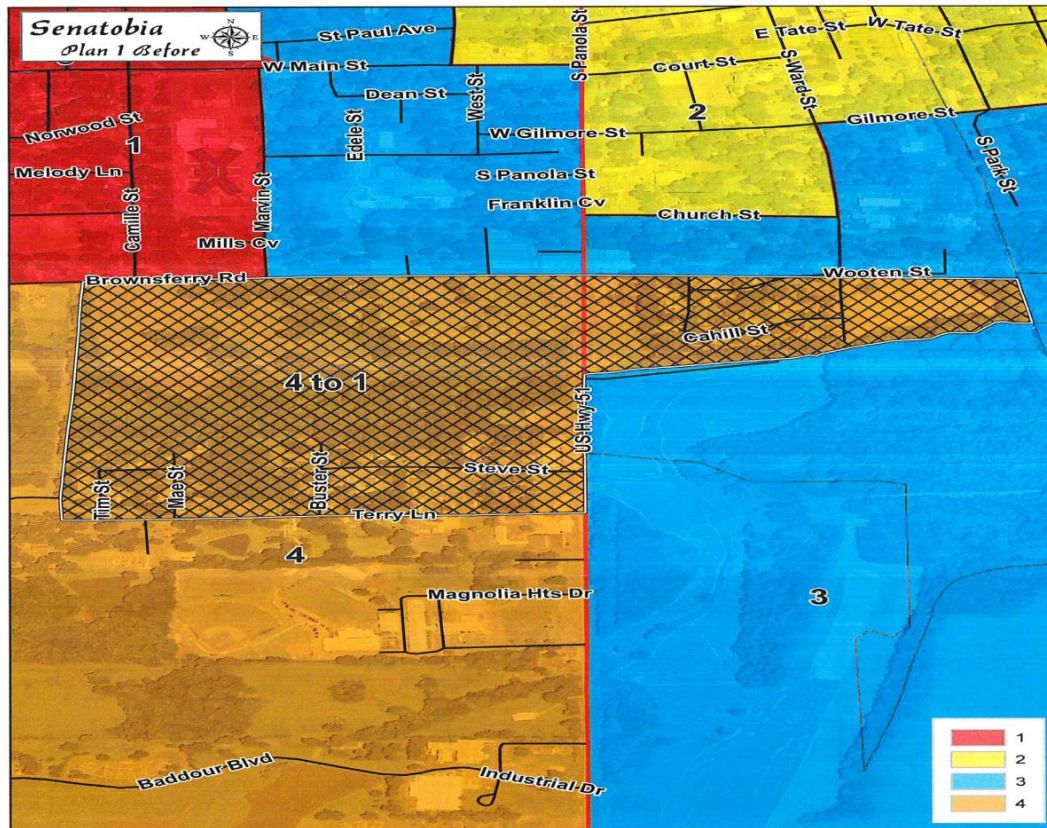 Senatobia
Plan 1 Before
N
W
E
S
St Paul Ave
S Panola St
E Tate St
W Tate St
W Main St
Court St
S Ward St
Dean St
West St
Gilmore St
Norwood St
1
Edele St
W Gilmore St
2
S Park St
Melody Ln
S Panola St
Camille St
Marvin St
Franklin Cv
Church St
Mills Cv
Brownsferry Rd
Wooten St
Cahill St
4 to 1
US Hwy 51
Steve St
Tim St
Mae St
Buster St
Terry Ln
4
Magnolia Hts Dr
3
Baddour Blvd
Industrial Dr
1
2
3
4